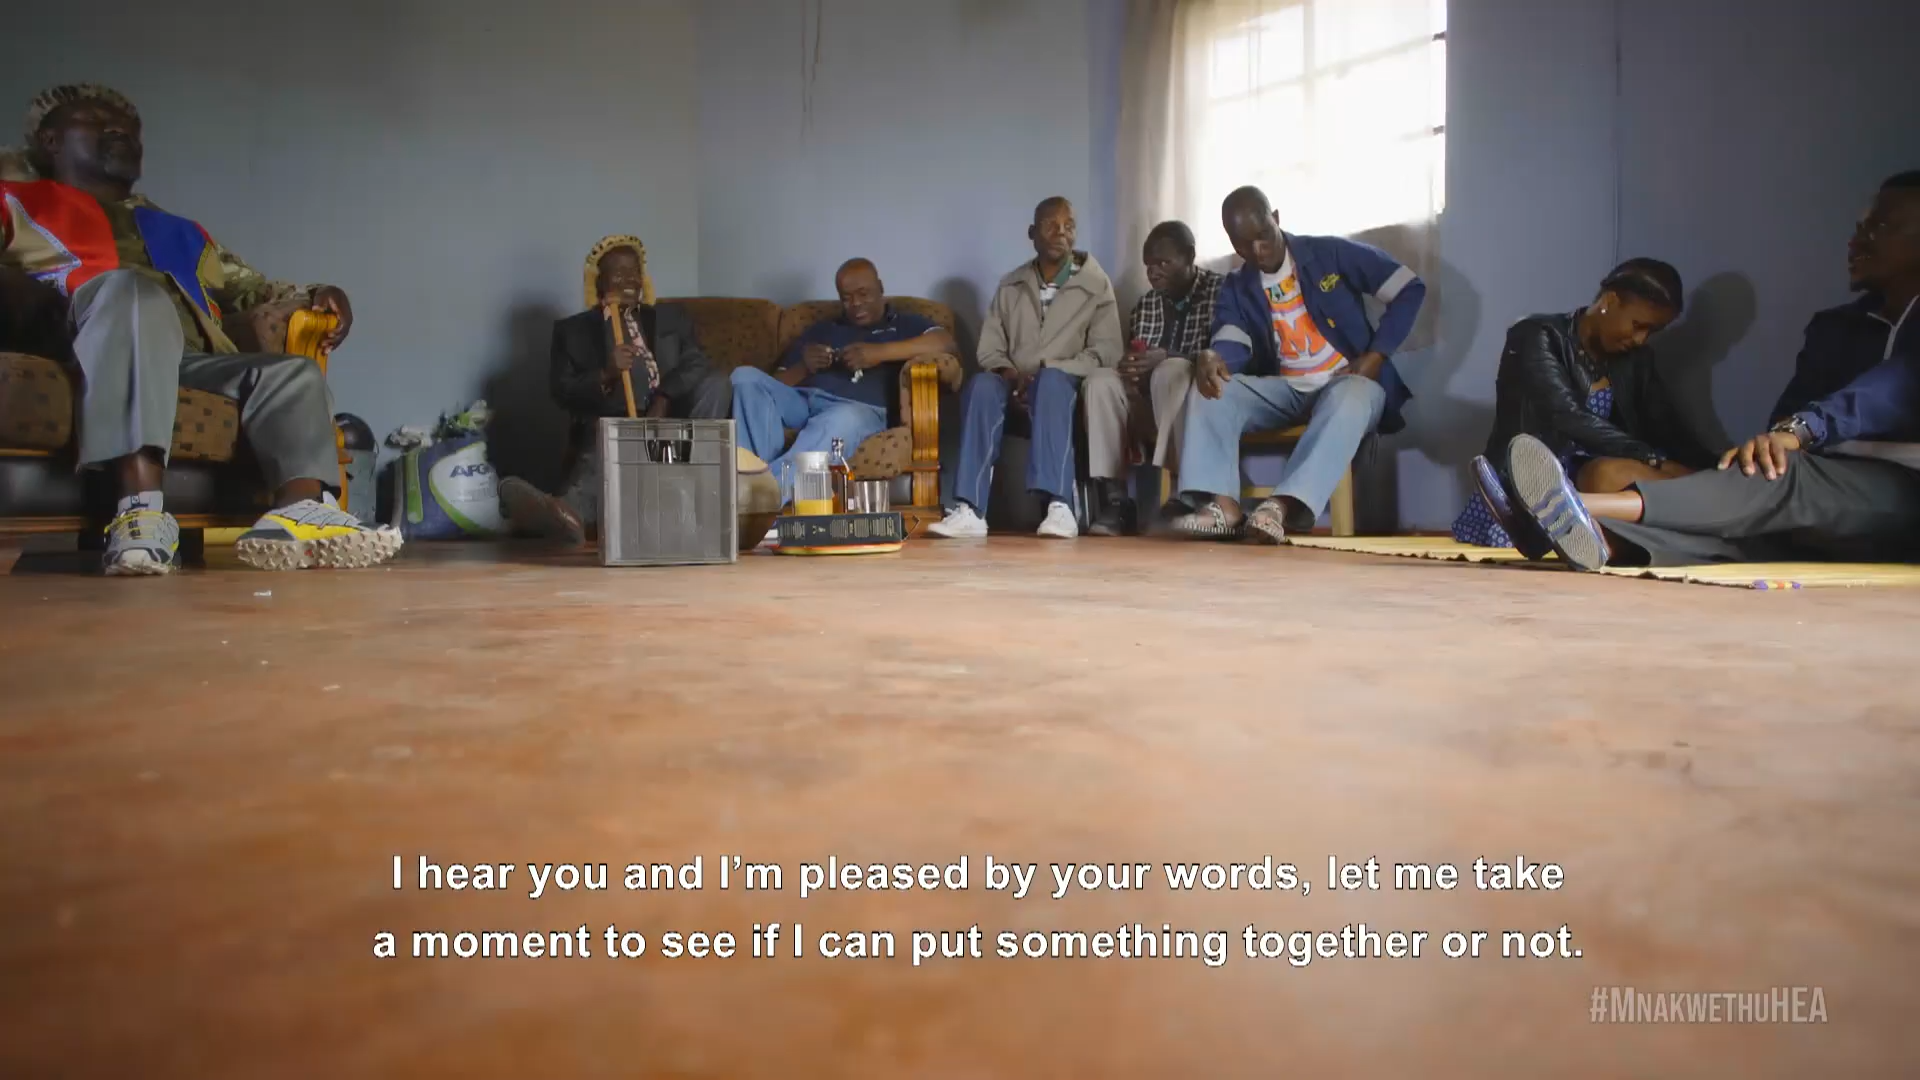 AFG
I hear you and I'm pleased by your words, let me take
a moment to see if I can put something together or not.
#MNAKWETHUHEA